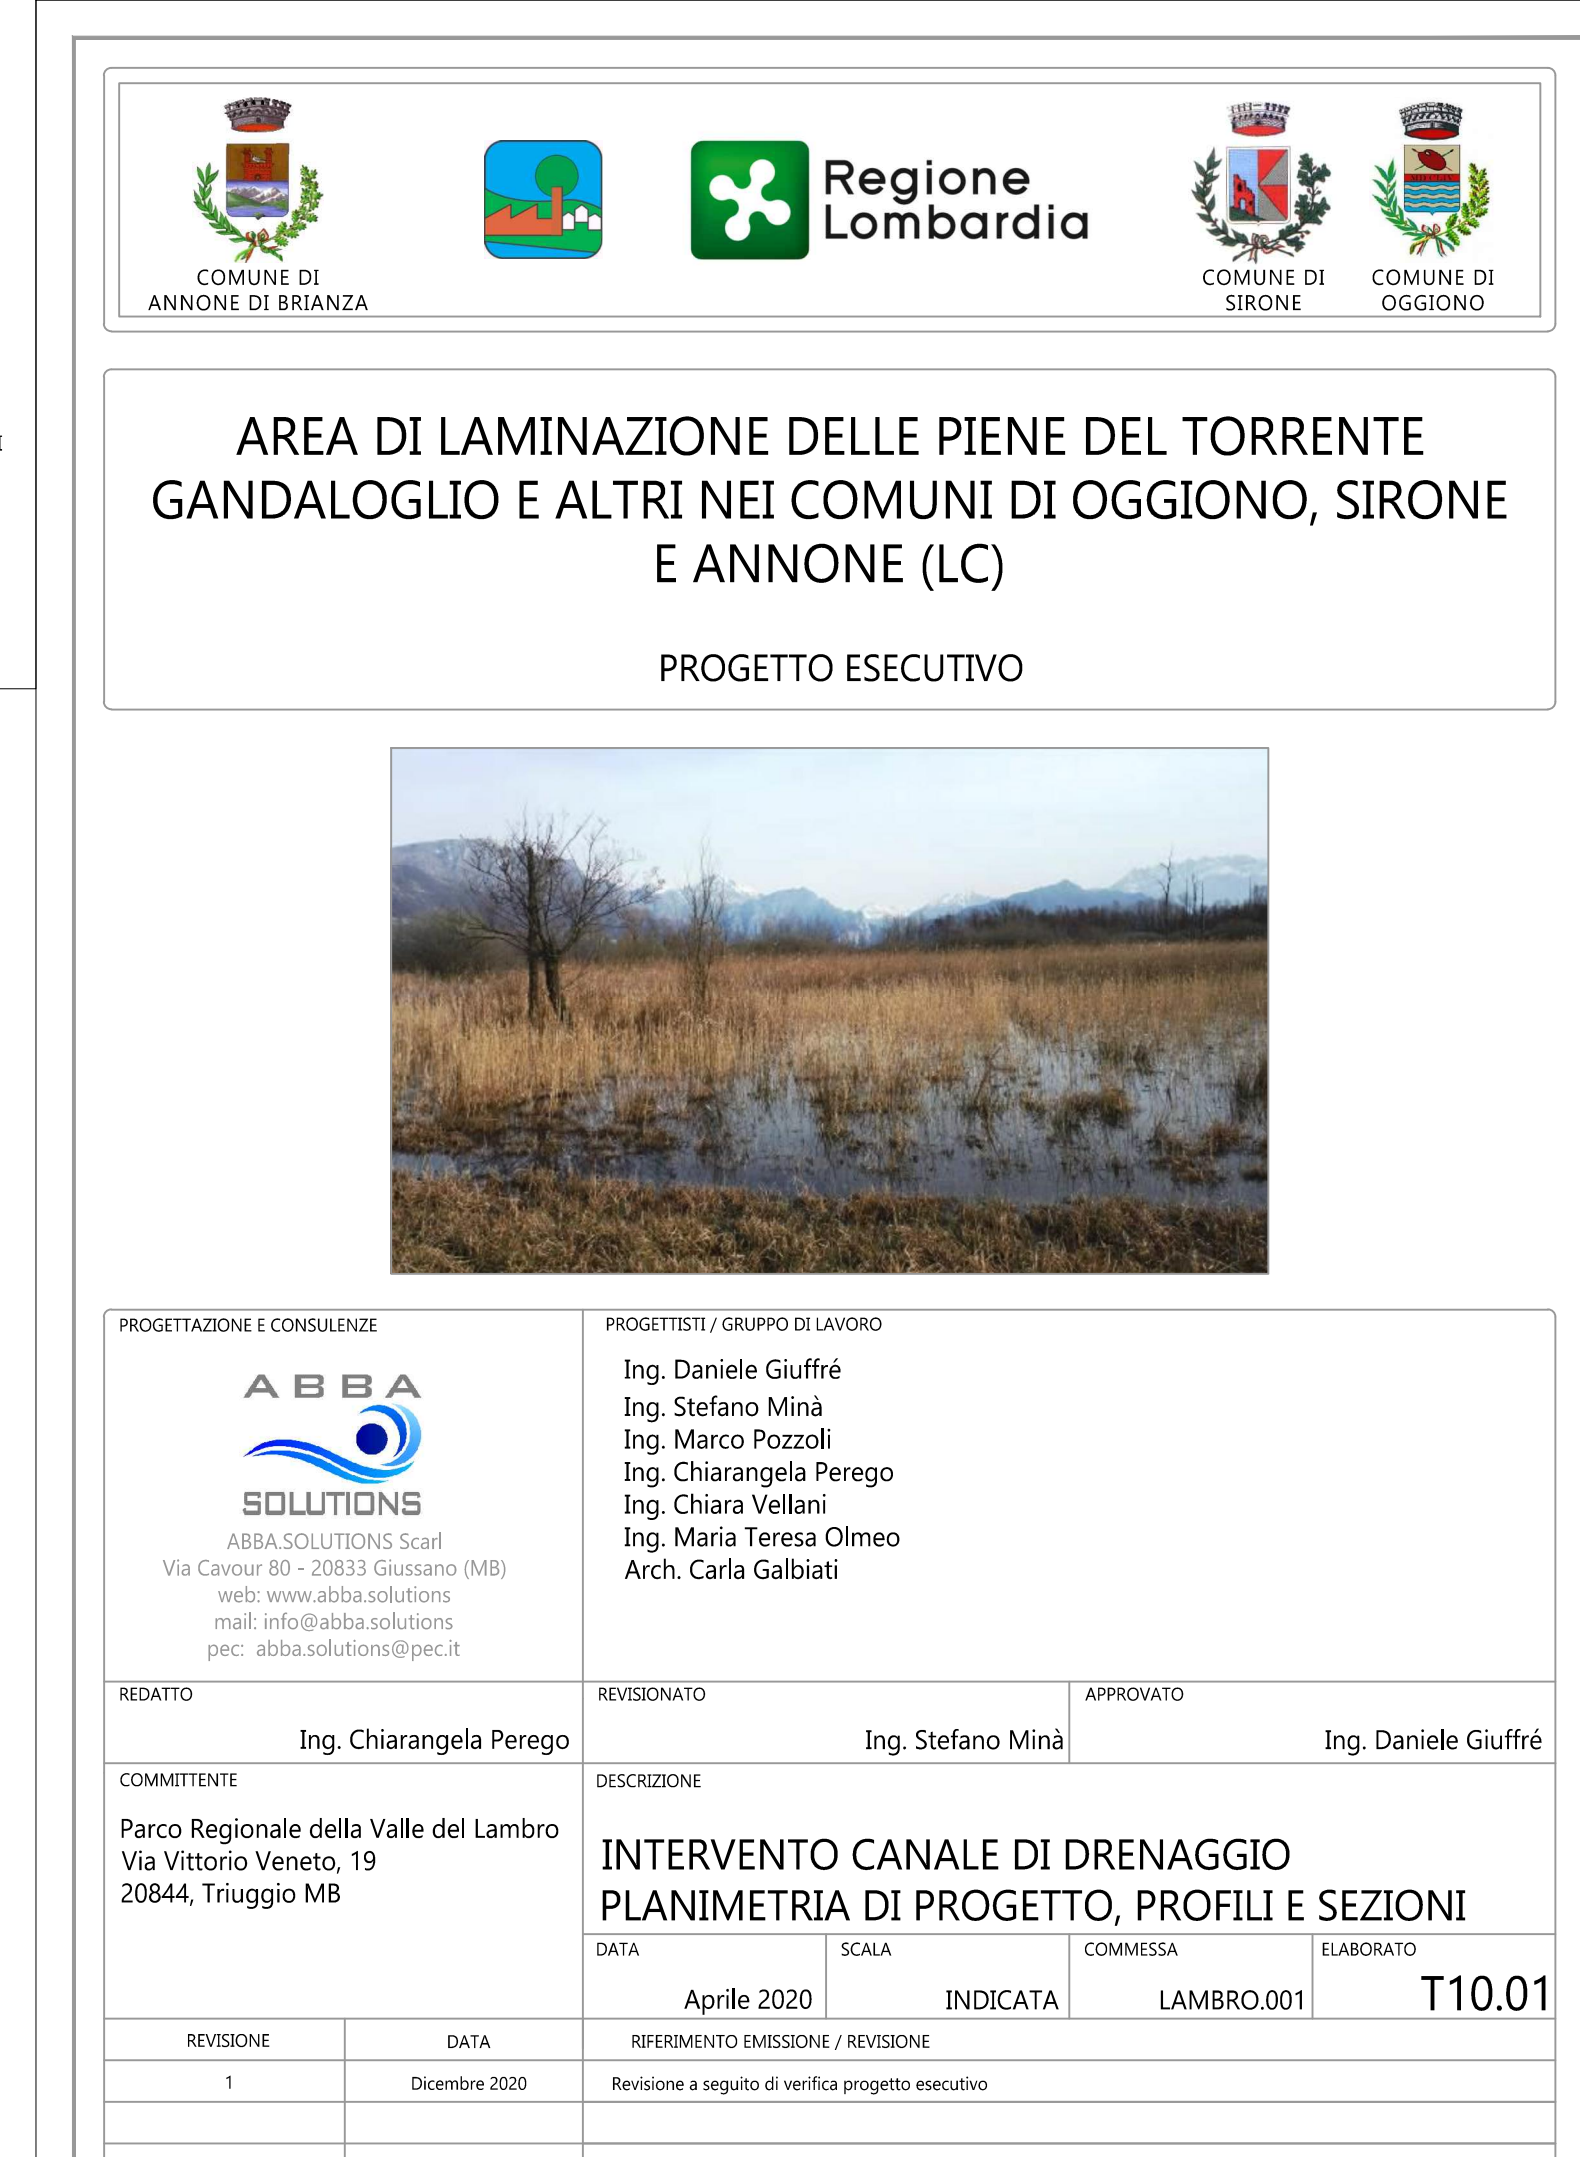 Regione
Lombardia
COMUNE DI
ANNONE DI BRIANZA
COMUNE DI
SIRONE
COMUNE DI
OGGIONO
AREA DI LAMINAZIONE DELLE PIENE DEL TORRENTE
GANDALOGLIO E ALTRI NEI COMUNI DI OGGIONO, SIRONE
E ANNONE (LC)
PROGETTO ESECUTIVO
PROGETTAZIONE E CONSULENZE
ABBA
SOLUTIONS
ABBA.SOLUTIONS Scarl
Via Cavour 80 - 20833 Giussano (MB)
web: www.abba.solutions
mail: info@abba.solutions
pec: abba.solutions@pec.it
PROGETTISTI / GRUPPO DI LAVORO
Ing. Daniele Giuffré
Ing. Stefano Minà
Ing. Marco Pozzoli
Ing. Chiarangela Perego
Ing. Chiara Vellani
Ing. Maria Teresa Olmeo
Arch. Carla Galbiati
REDATTO
Ing. Chiarangela Perego
REVISIONATO
Ing. Stefano Minà
APPROVATO
Ing. Daniele Giuffré
COMMITTENTE
Parco Regionale della Valle del Lambro
Via Vittorio Veneto, 19
20844, Triuggio MB
DESCRIZIONE
INTERVENTO CANALE DI DRENAGGIO
PLANIMETRIA DI PROGETTO, PROFILI E SEZIONI
DATA
Aprile 2020
SCALA
INDICATA
COMMESSA
LAMBRO.001
ELABORATO
T10.01
REVISIONE DATA RIFERIMENTO EMISSIONE / REVISIONE
1 Dicembre 2020 Revisione a seguito di verifica progetto esecutivo